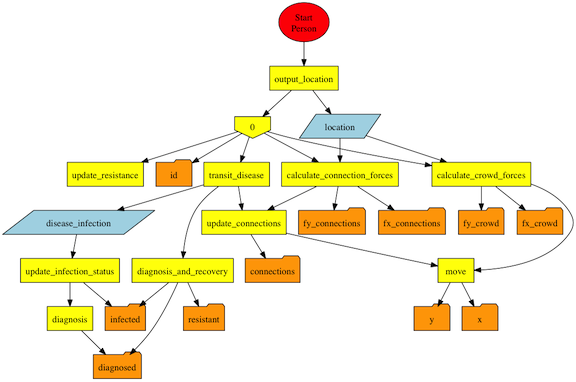 Start
Person
output_location
0
location
update_resistance
id
transit_disease
calculate_connection_forces
calculate_crowd_forces
disease_infection
update_connections
fy_connections
fx_connections
fy_crowd
fx_crowd
update_infection_status
diagnosis_and_recovery
connections
move
diagnosis
infected
resistant
y
x
diagnosed